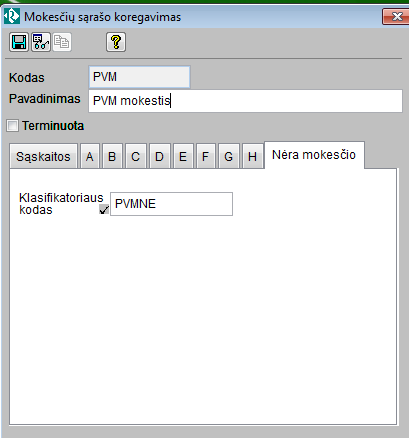 Mokesčių sąrašo koregavimas
Kodas PVM
Pavadinimas PVM mokestis
Terminuota
Sąskaitos A B C D E F G H Nėra mokesčio
Klasifikatoriaus
kodas PVMNE